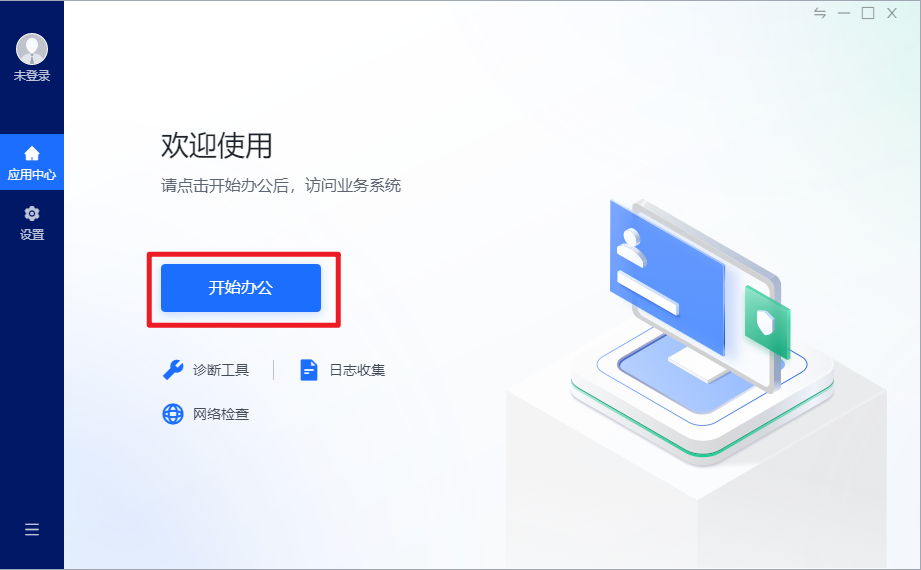 未登录
应用中心
设置
欢迎使用
请点击开始办公后，访问业务系统
开始办公
诊断工具
日志收集
网络检查